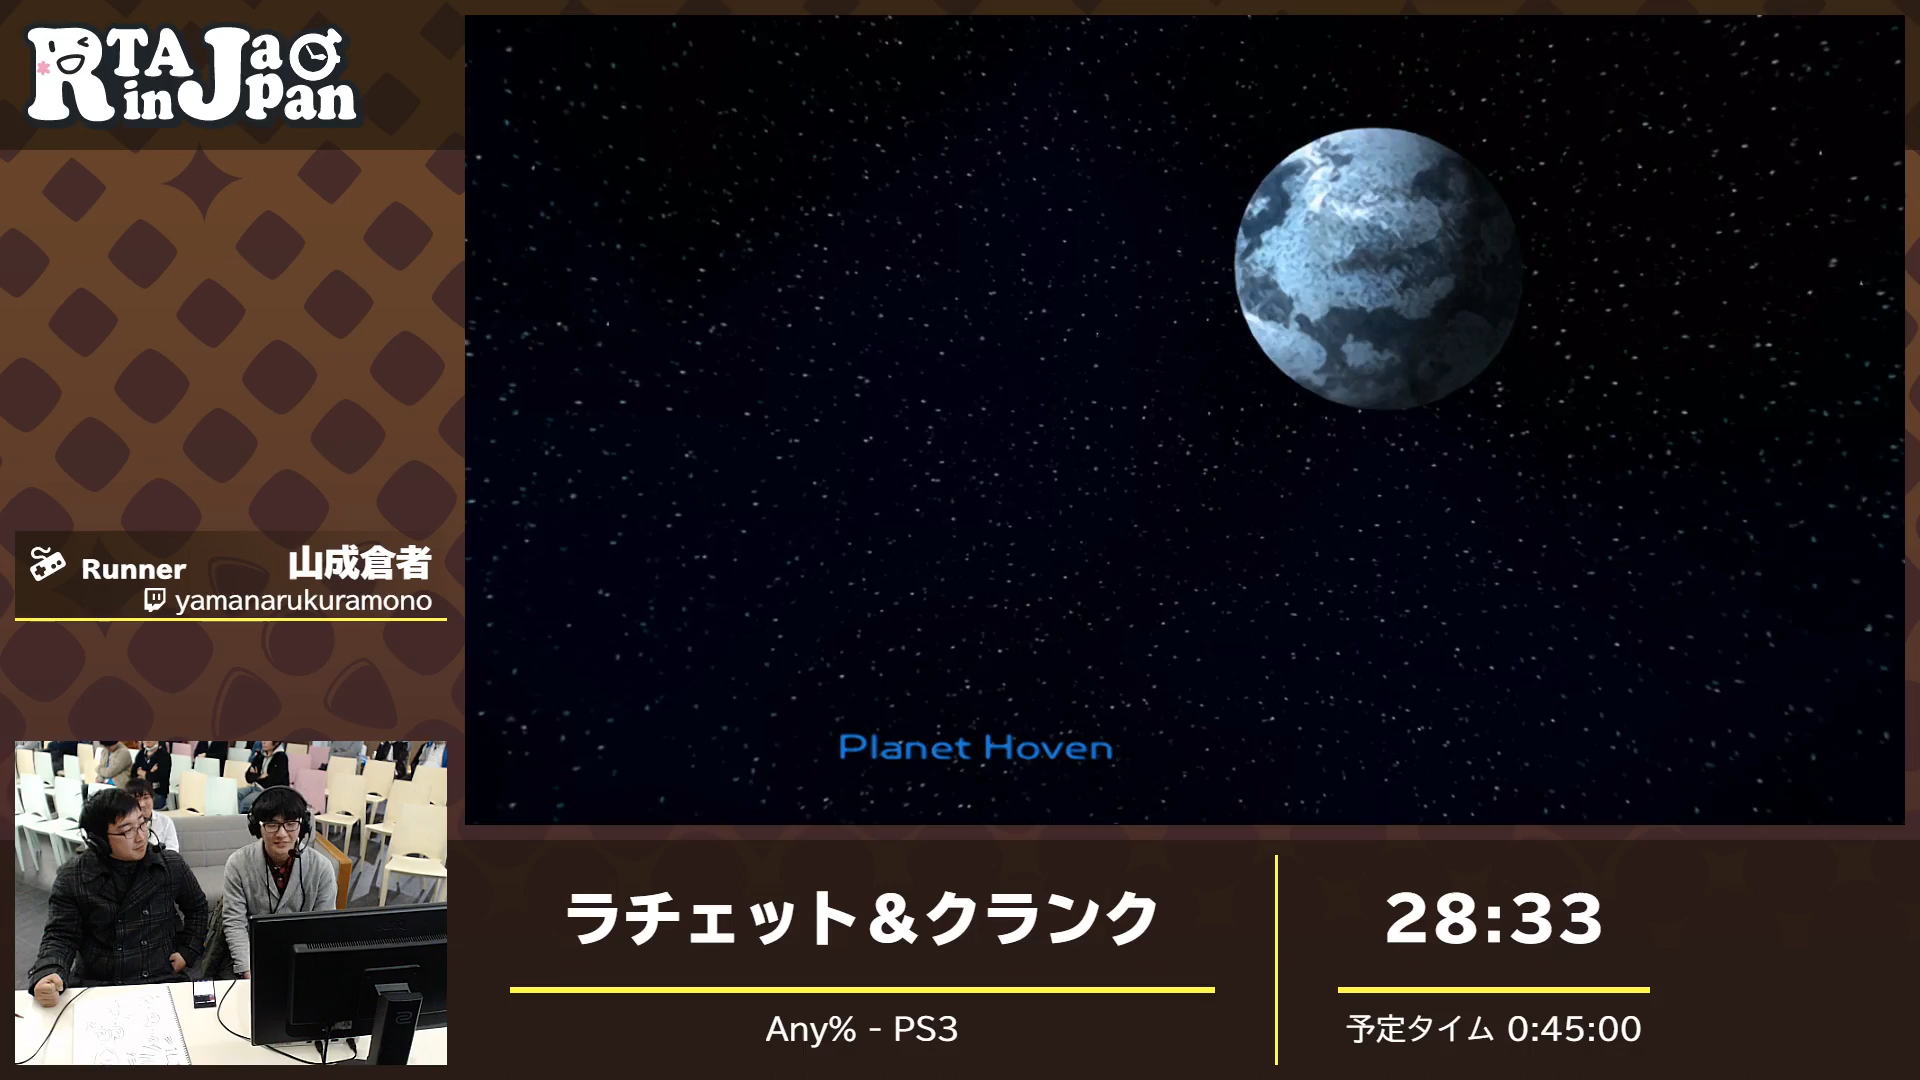 RTA in Japan
Planet Hoven
Runner 山成倉者
yamanarukuramono
ラチェット&クランク
28:33
Any% - PS3
予定タイム 0:45:00